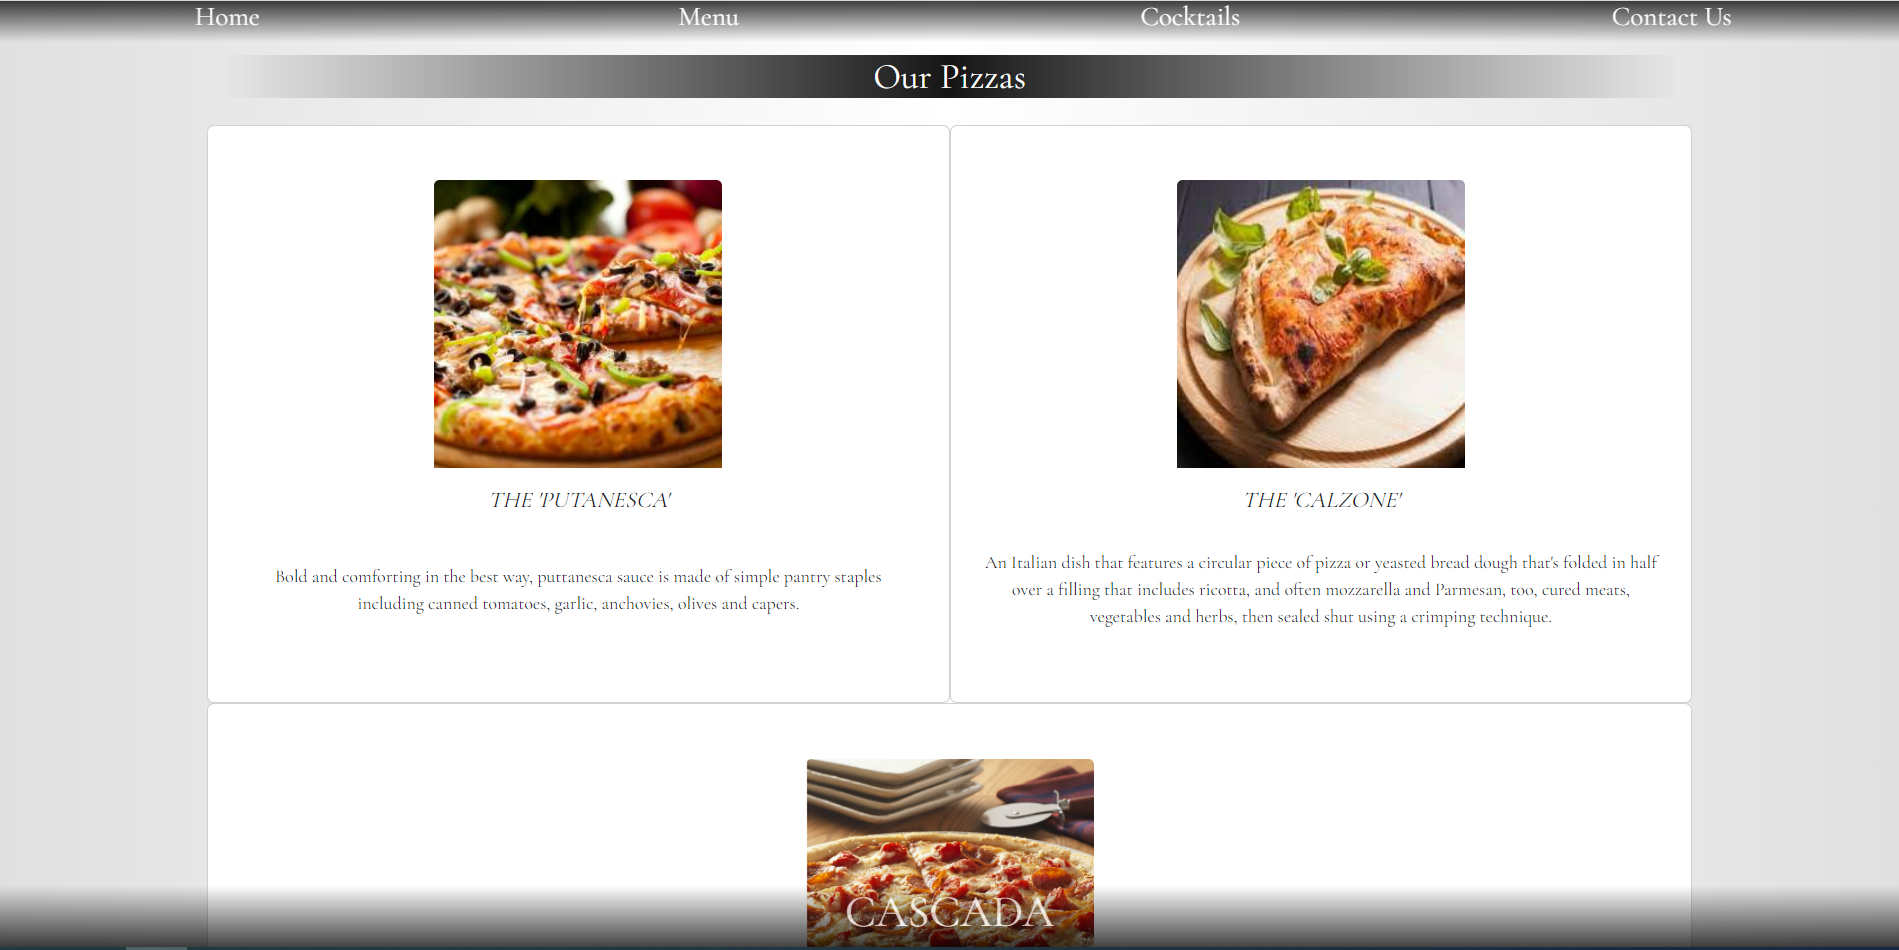 Home Menu Cocktails Contact Us
Our Pizzas
THE 'PUTANESCA'
Bold and comforting in the best way, puttanesca sauce is made of simple pantry staples
including canned tomatoes, garlic, anchovies, olives and capers.
THE 'CALZONE'
An Italian dish that features a circular piece of pizza or yeasted bread dough that's folded in half
over a filling that includes ricotta, and often mozzarella and Parmesan, too, cured meats,
vegetables and herbs, then sealed shut using a crimping technique.
CASCADA